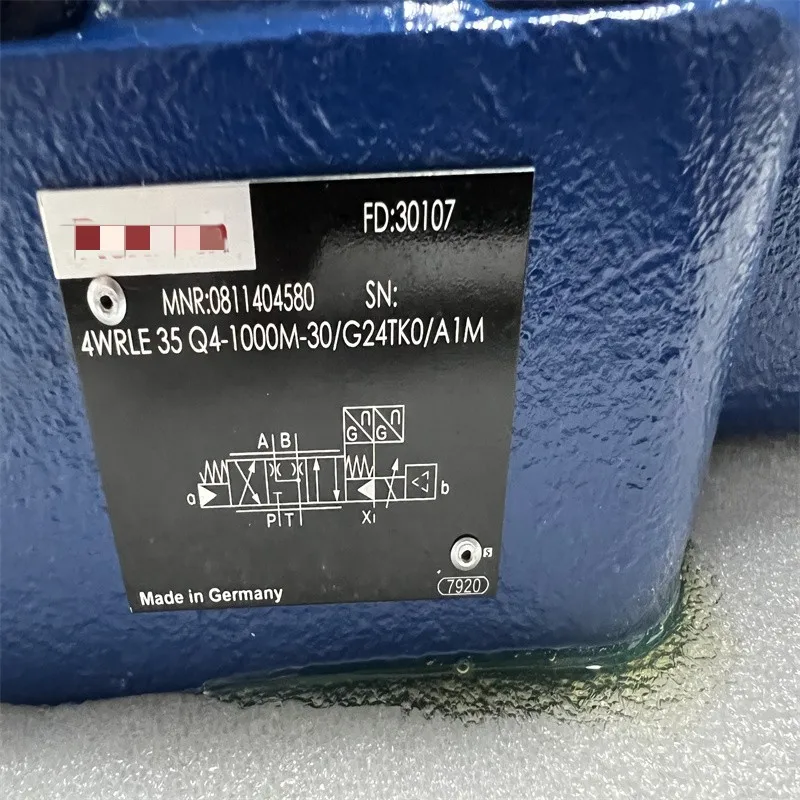 FD:30107
MNR:0811404580 SN:
4WRLE 35 Q4-1000M-30/G24TK0/A1M
G G
A B
a b
P T X
Made in Germany
7920